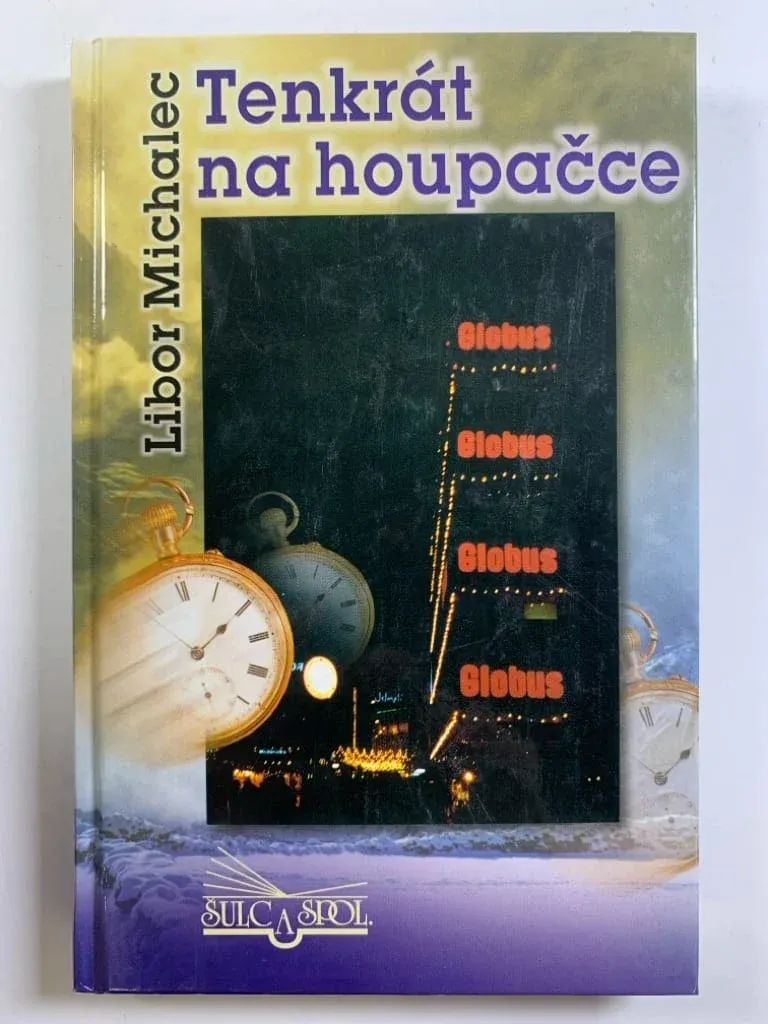 Libor Michalec
Tenkrát
na houpačce
Globus
Globus
Globus
Globus
ŠULC A SPOL.